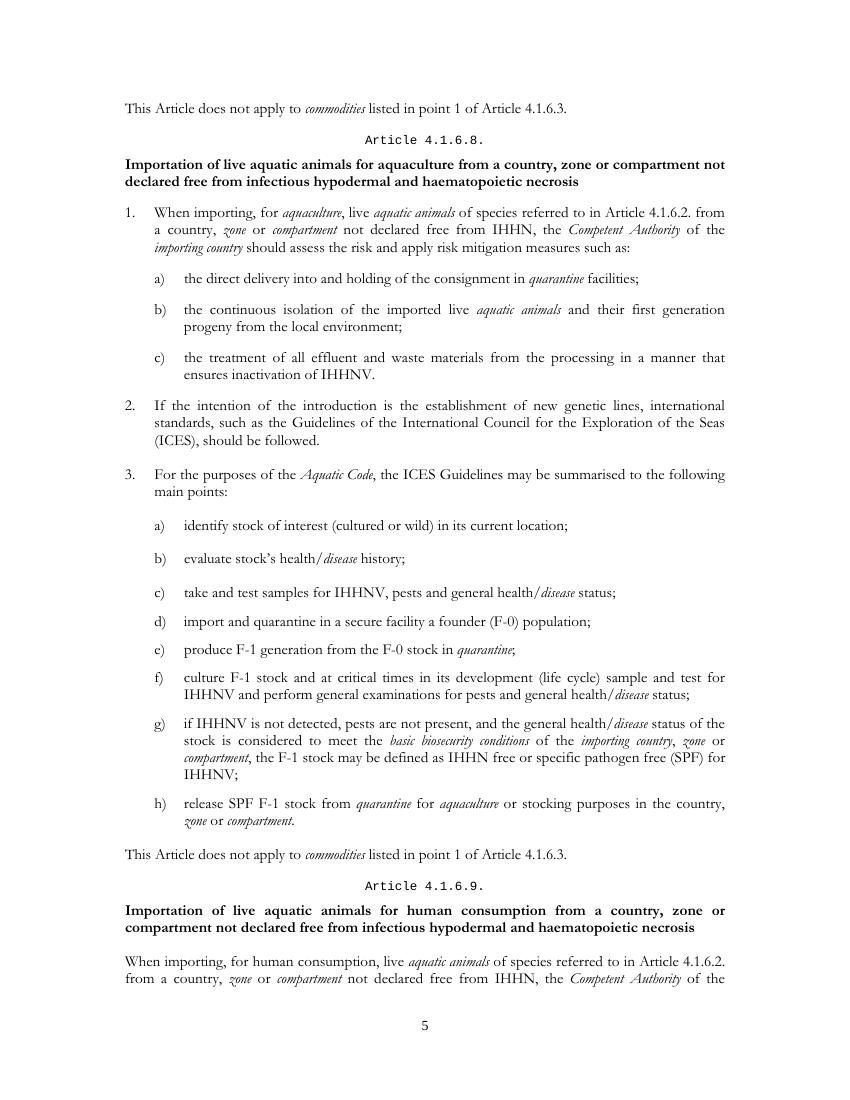 This Article does not apply to commodities listed in point 1 of Article 4.1.6.3.
Article 4.1.6.8.
Importation of live aquatic animals for aquaculture from a country, zone or compartment not
declared free from infectious hypodermal and haematopoietic necrosis
1. When importing, for aquaculture, live aquatic animals of species referred to in Article 4.1.6.2. from
a country, zone or compartment not declared free from IHHN, the Competent Authority of the
importing country should assess the risk and apply risk mitigation measures such as:
a) the direct delivery into and holding of the consignment in quarantine facilities;
b) the continuous isolation of the imported live aquatic animals and their first generation
progeny from the local environment;
c) the treatment of all effluent and waste materials from the processing in a manner that
ensures inactivation of IHHNV.
2. If the intention of the introduction is the establishment of new genetic lines, international
standards, such as the Guidelines of the International Council for the Exploration of the Seas
(ICES), should be followed.
3. For the purposes of the Aquatic Code, the ICES Guidelines may be summarised to the following
main points:
a) identify stock of interest (cultured or wild) in its current location;
b) evaluate stock’s health/disease history;
c) take and test samples for IHHNV, pests and general health/disease status;
d) import and quarantine in a secure facility a founder (F-0) population;
e) produce F-1 generation from the F-0 stock in quarantine;
f) culture F-1 stock and at critical times in its development (life cycle) sample and test for
IHHNV and perform general examinations for pests and general health/disease status;
g) if IHHNV is not detected, pests are not present, and the general health/disease status of the
stock is considered to meet the basic biosecurity conditions of the importing country, zone or
compartment, the F-1 stock may be defined as IHHN free or specific pathogen free (SPF) for
IHHNV;
h) release SPF F-1 stock from quarantine for aquaculture or stocking purposes in the country,
zone or compartment.
This Article does not apply to commodities listed in point 1 of Article 4.1.6.3.
Article 4.1.6.9.
Importation of live aquatic animals for human consumption from a country, zone or
compartment not declared free from infectious hypodermal and haematopoietic necrosis
When importing, for human consumption, live aquatic animals of species referred to in Article 4.1.6.2.
from a country, zone or compartment not declared free from IHHN, the Competent Authority of the
5